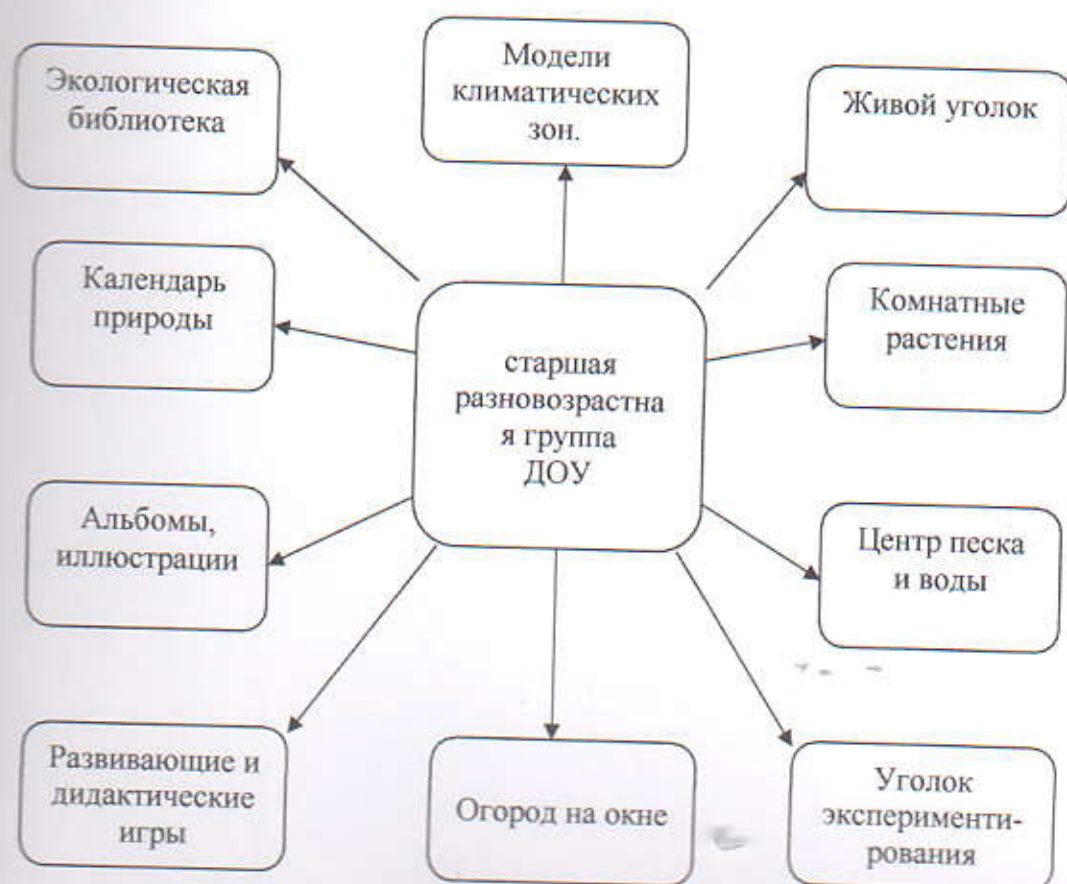 Экологическая
библиотека
Модели
климатических
зон.
Живой уголок
Календарь
природы
Комнатные
растения
старшая
разновозрастна
я группа
ДОУ
Альбомы,
иллюстрации
Центр песка
и воды
Развивающие и
дидактические
игры
Огород на окне
Уголок
эксперименти-
рования